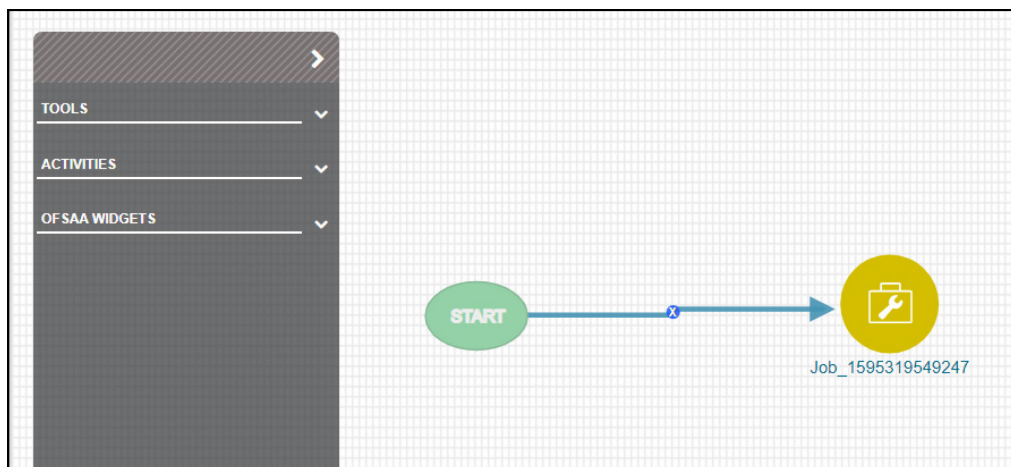 TOOLS
ACTIVITIES
OFSAA WIDGETS
START
X
Job_1595319549247